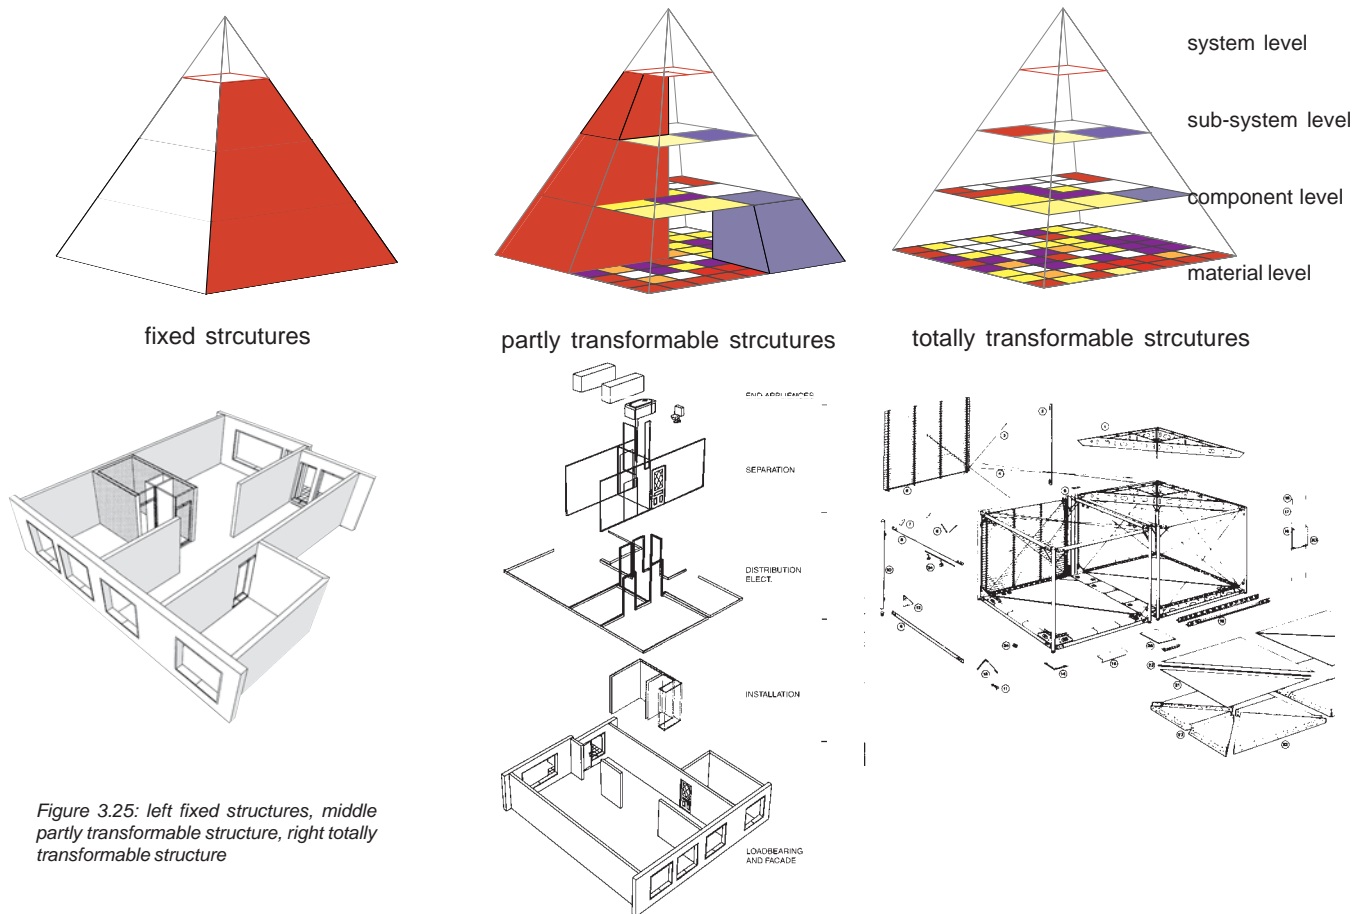 system level
sub-system level
component level
material level
fixed strcutures
partly transformable strcutures
totally transformable strcutures
END APPLIENCES
SEPARATION
DISTRIBUTION
ELECT.
INSTALLATION
LOADBEARING
AND FACADE
Figure 3.25: left fixed structures, middle
partly transformable structure, right totally
transformable structure